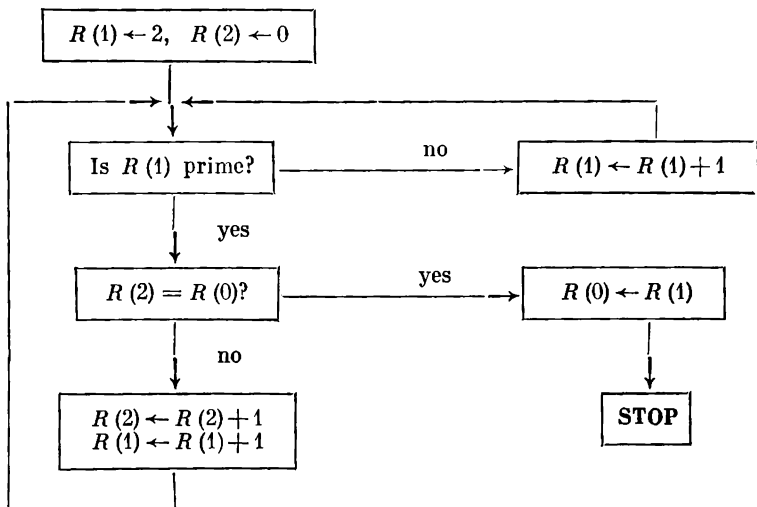 R (1) ← 2, R (2) ← 0
Is R (1) prime?
no
R (1) ← R (1) + 1
yes
R (2) = R (0)?
yes
R (0) ← R (1)
no
R (2) ← R (2) + 1
R (1) ← R (1) + 1
STOP